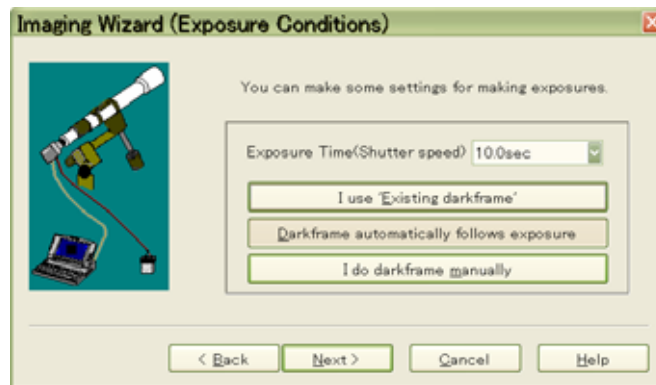 Imaging Wizard (Exposure Conditions)
You can make some settings for making exposures.
Exposure Time(Shutter speed) 10.0sec
I use 'Existing darkframe'
Darkframe automatically follows exposure
I do darkframe manually
< Back Next > Cancel Help